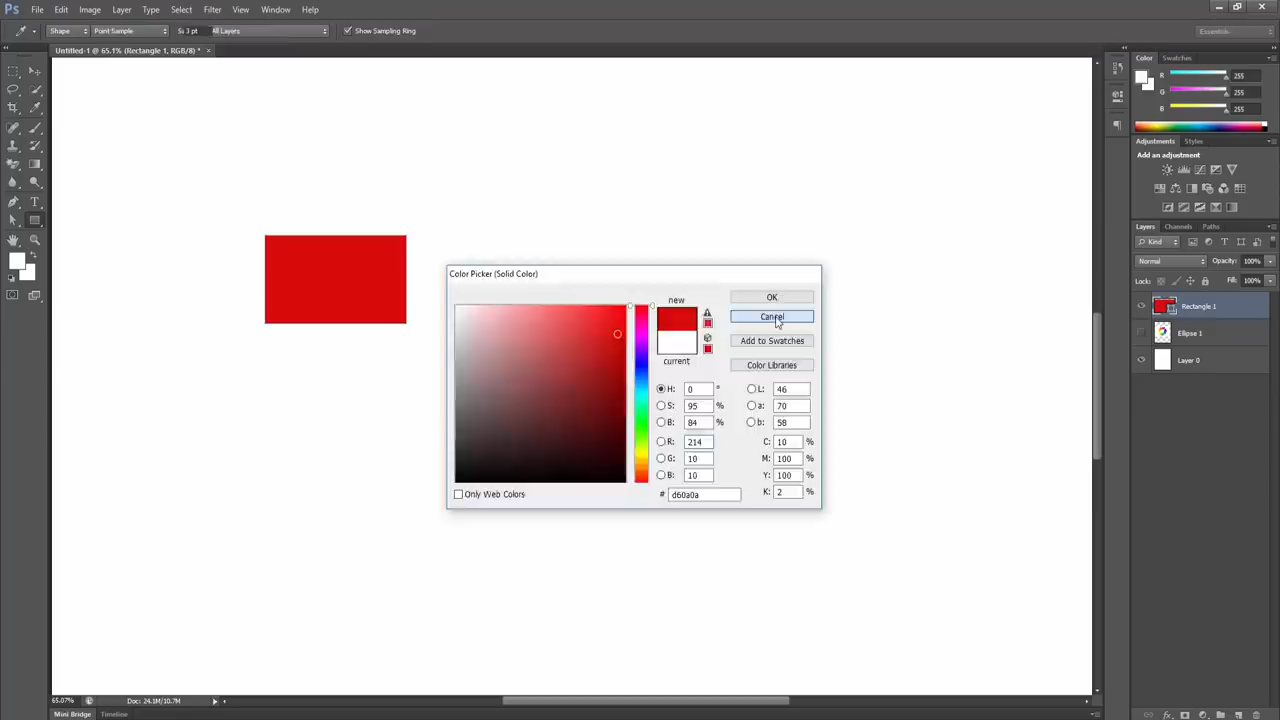 Ps File Edit Image Layer Type Select Filter View Window Help
Shape Point Sample 3 pt All Layers Show Sampling Ring Essentials
Untitled-1 @ 65.1% (Rectangle 1, RGB/8) * ×
Color Swatches
R 255
G 255
B 255
Adjustments Styles
Add an adjustment
Layers Channels Paths
Kind
Normal Opacity: 100%
Lock: Fill: 100%
Rectangle 1
Ellipse 1
Layer 0
Color Picker (Solid Color)
new
current
OK
Cancel
Add to Swatches
Color Libraries
H: 0 ° L: 46
S: 95 % a: 70
B: 84 % b: 58
R: 214 C: 10 %
G: 10 M: 100 %
B: 10 Y: 100 %
# d60a0a K: 2 %
Only Web Colors
65.07% Doc: 24.1M/10.7M
Mini Bridge Timeline